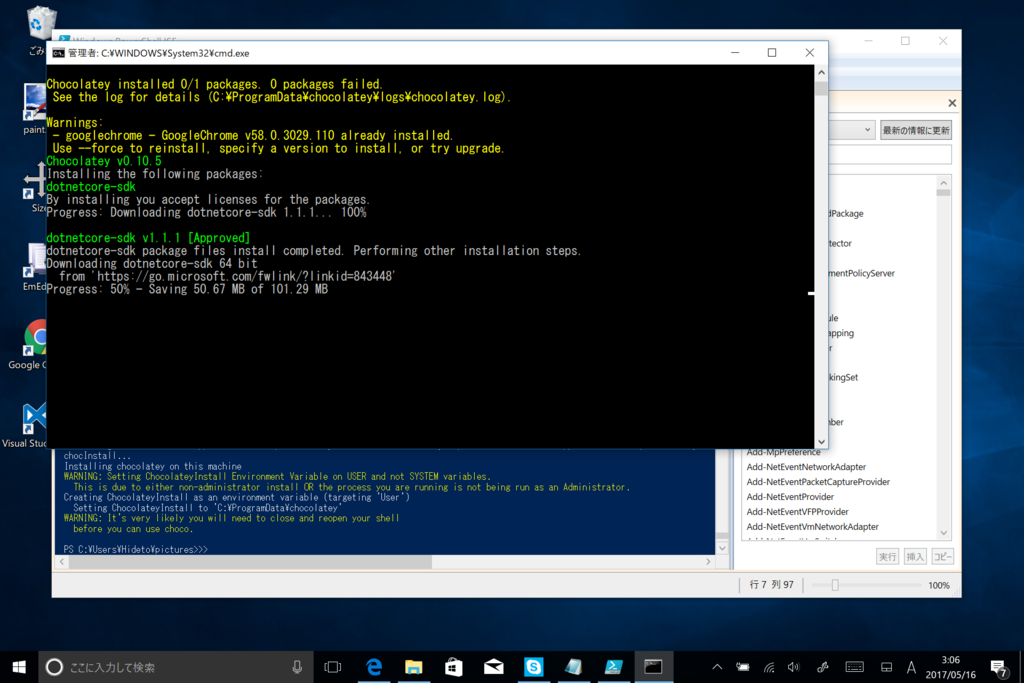 ごみ
paint.
Size
EmEd
Google C
Visual Stu
Windows PowerShell ISE
管理者: C:¥WINDOWS¥System32¥cmd.exe
Chocolatey installed 0/1 packages. 0 packages failed.
See the log for details (C:¥ProgramData¥chocolatey¥logs¥chocolatey.log).
Warnings:
- googlechrome - GoogleChrome v58.0.3029.110 already installed.
Use --force to reinstall, specify a version to install, or try upgrade.
Chocolatey v0.10.5
Installing the following packages:
dotnetcore-sdk
By installing you accept licenses for the packages.
Progress: Downloading dotnetcore-sdk 1.1.1... 100%
dotnetcore-sdk v1.1.1 [Approved]
dotnetcore-sdk package files install completed. Performing other installation steps.
Downloading dotnetcore-sdk 64 bit
from 'https://go.microsoft.com/fwlink/?linkid=843448'
Progress: 50% - Saving 50.67 MB of 101.29 MB
最新の情報に更新
dPackage
tector
mentPolicyServer
ule
apping
r
kingSet
ber
Add-MpPreference
Add-NetEventNetworkAdapter
Add-NetEventPacketCaptureProvider
Add-NetEventProvider
Add-NetEventVFPProvider
Add-NetEventVmNetworkAdapter
実行 挿入 コピー
chocInstall...
Installing chocolatey on this machine
WARNING: Setting ChocolateyInstall Environment Variable on USER and not SYSTEM variables.
This is due to either non-administrator install OR the process you are running is not being run as an Administrator.
Creating ChocolateyInstall as an environment variable (targeting 'User')
Setting ChocolateyInstall to 'C:¥ProgramData¥chocolatey'
WARNING: It's very likely you will need to close and reopen your shell
before you can use choco.
PS C:¥Users¥Hideto¥pictures>>>
行 7 列 97
100%
ここに入力して検索
A
3:06
2017/05/16
7